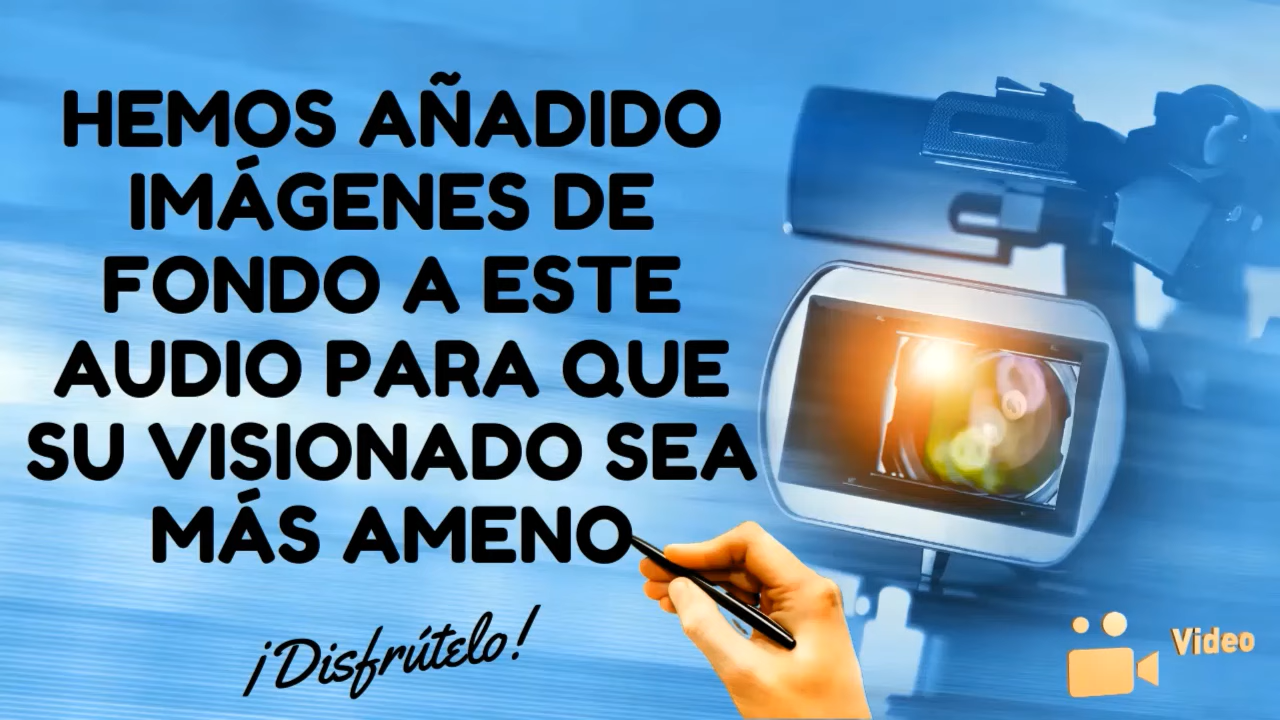 HEMOS AÑADIDO
IMÁGENES DE
FONDO A ESTE
AUDIO PARA QUE
SU VISIONADO SEA
MÁS AMENO
¡Disfrútelo!
Video